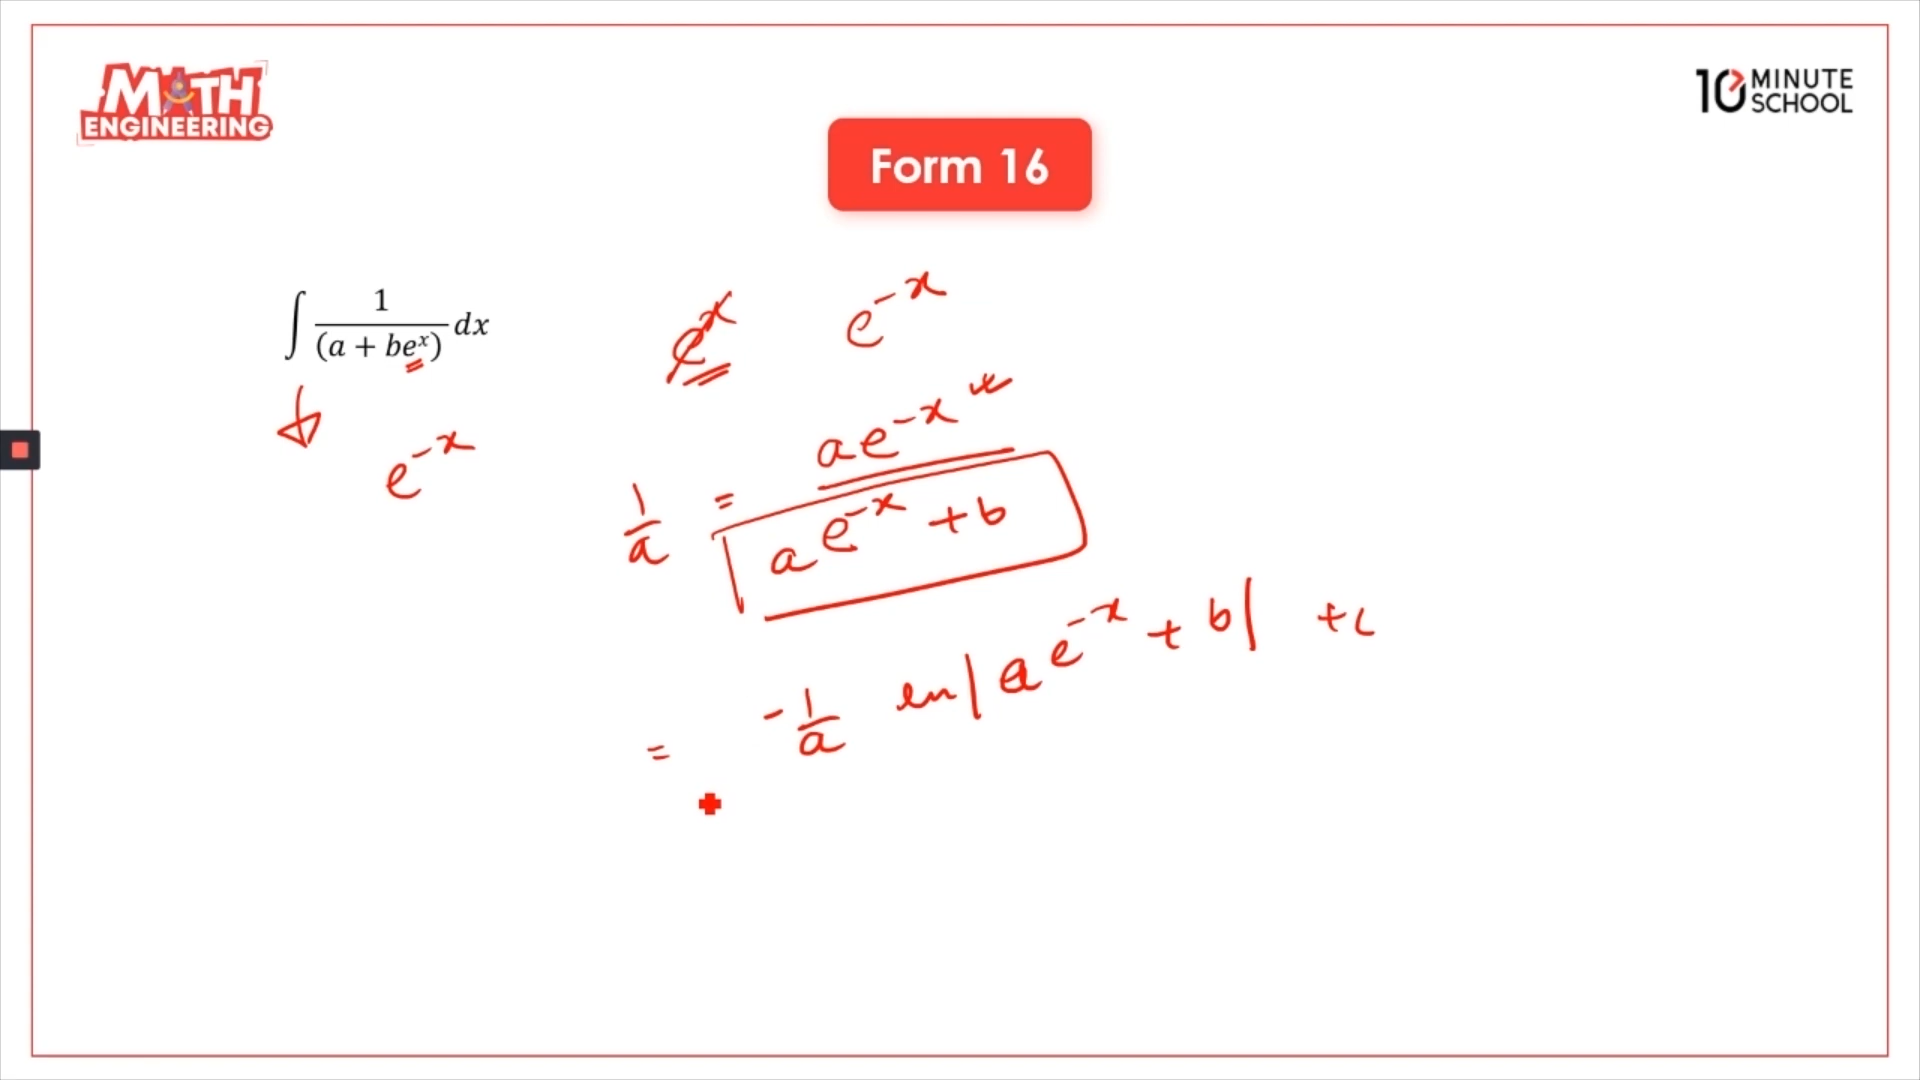 MATH
ENGINEERING
10 MINUTE
SCHOOL
Form 16
∫ 1/(a + beˣ) dx
eˣ e⁻ˣ
e⁻ˣ
1/a = ae⁻ˣ / ae⁻ˣ + b
= -1/a ln|ae⁻ˣ + b| + c